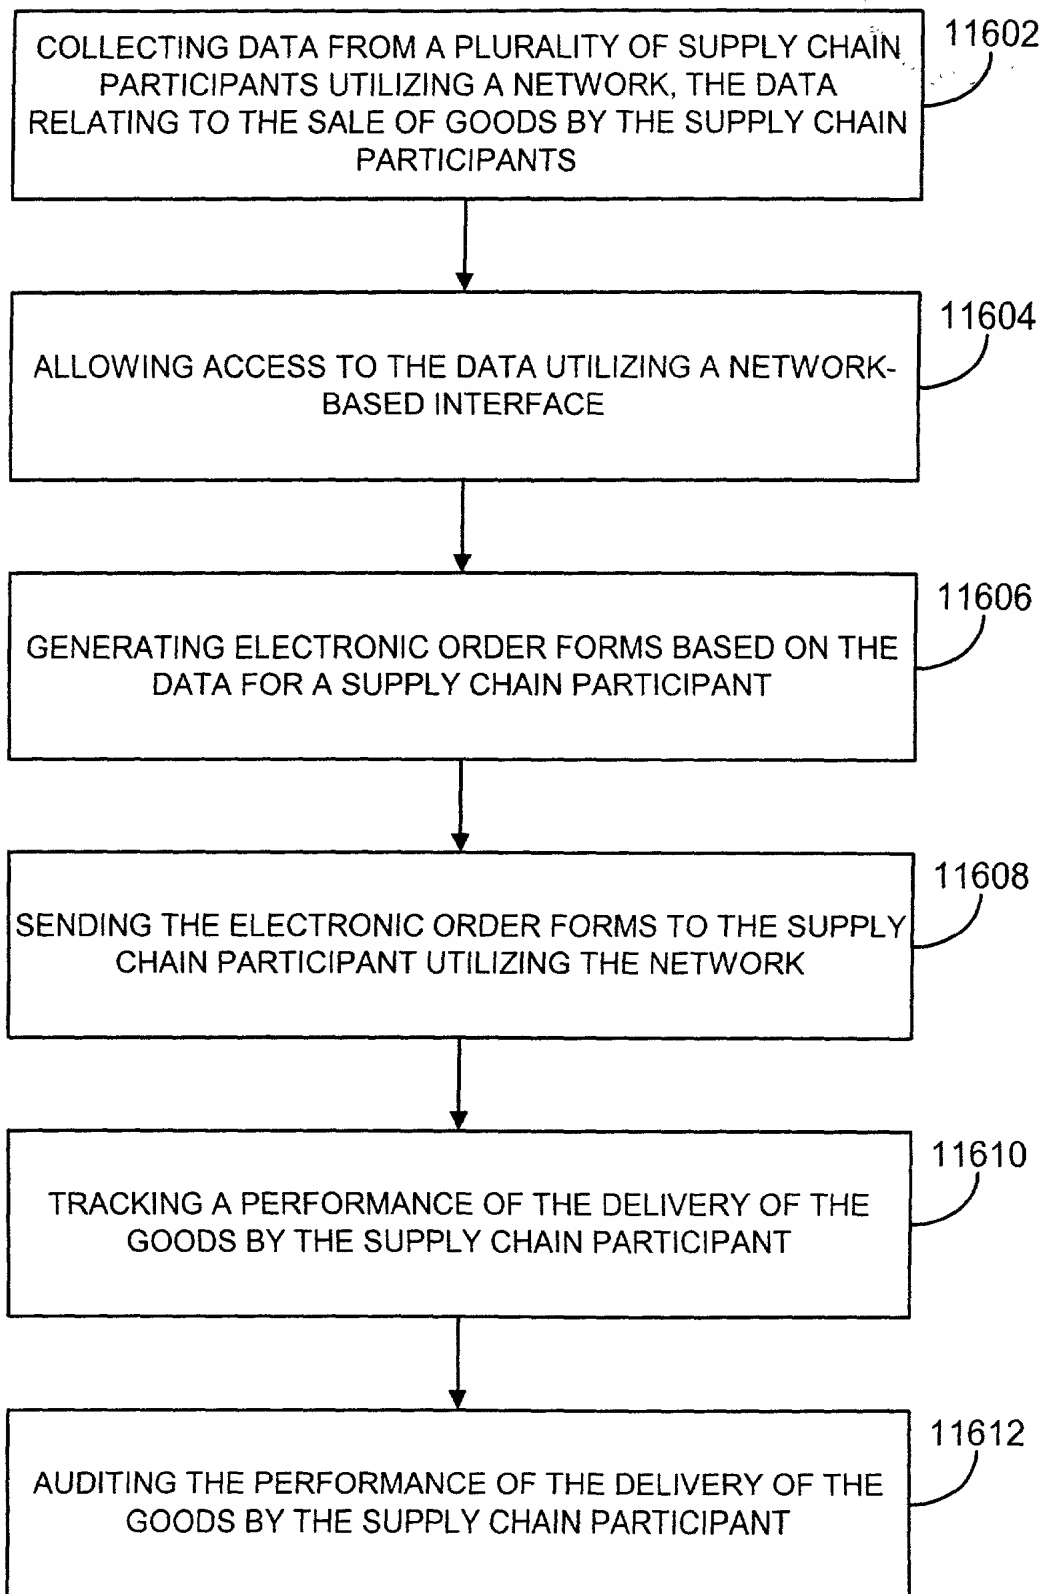 COLLECTING DATA FROM A PLURALITY OF SUPPLY CHAIN
PARTICIPANTS UTILIZING A NETWORK, THE DATA
RELATING TO THE SALE OF GOODS BY THE SUPPLY CHAIN
PARTICIPANTS
11602
ALLOWING ACCESS TO THE DATA UTILIZING A NETWORK-
BASED INTERFACE
11604
GENERATING ELECTRONIC ORDER FORMS BASED ON THE
DATA FOR A SUPPLY CHAIN PARTICIPANT
11606
SENDING THE ELECTRONIC ORDER FORMS TO THE SUPPLY
CHAIN PARTICIPANT UTILIZING THE NETWORK
11608
TRACKING A PERFORMANCE OF THE DELIVERY OF THE
GOODS BY THE SUPPLY CHAIN PARTICIPANT
11610
AUDITING THE PERFORMANCE OF THE DELIVERY OF THE
GOODS BY THE SUPPLY CHAIN PARTICIPANT
11612